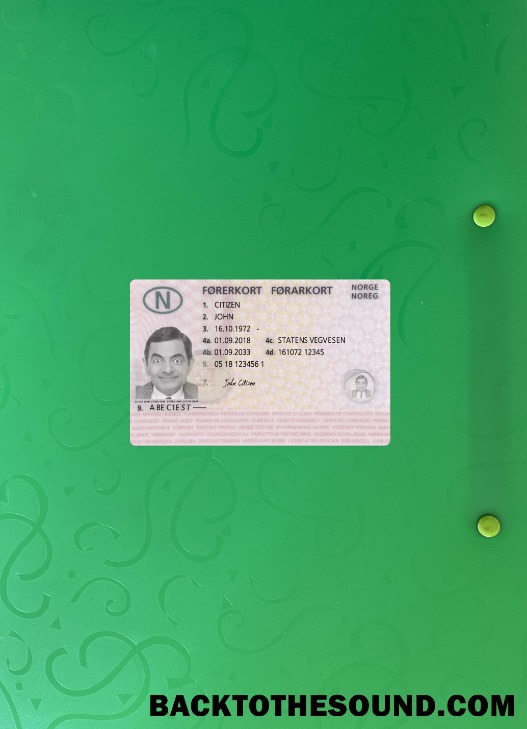 FØRERKORT FØRARKORT
NORGE
NOREG
N
1. CITIZEN
2. JOHN
3. 16.10.1972 -
4a. 01.09.2018 4c. STATENS VEGVESEN
4b. 01.09.2033 4d. 161072 12345
5. 05 18 123456 1
7. John Citizen
9. A BE C1E S T
BACKTOTHESOUND.COM